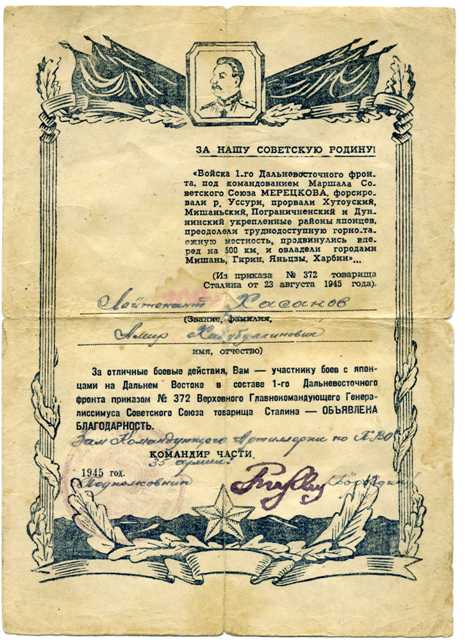 ЗА НАШУ СОВЕТСКУЮ РОДИНУ!
«Войска 1-го Дальневосточного фрон-
та, под командованием Маршала Со-
ветского Союза МЕРЕЦКОВА, форсиро-
вали р. Уссури, прорвали Хутоуский,
Мишаньский, Пограничненский и Дун-
нинский укрепленные районы японцев,
преодолели труднодоступную горнота-
ежную местность, продвинулись впе-
ред на 500 км, и овладели городами
Мишань, Гирин, Яньцзы, Харбин»...
(Из приказа № 372 товарища
Сталина от 23 августа 1945 года).
Лейтенант Хасанов
(Звание, фамилия,
Амир
имя, отчество)
За отличные боевые действия, Вам — участнику боев с япон-
цами на Дальнем Востоке в составе 1-го Дальневосточного
фронта приказом № 372 Верховного Главнокомандующего Генера-
лиссимуса Советского Союза товарища Сталина — ОБЪЯВЛЕНА
БЛАГОДАРНОСТЬ.
Зам Командующего Артиллерии по ПВО
КОМАНДИР ЧАСТИ
35 армии
1945 год.
Подполковник